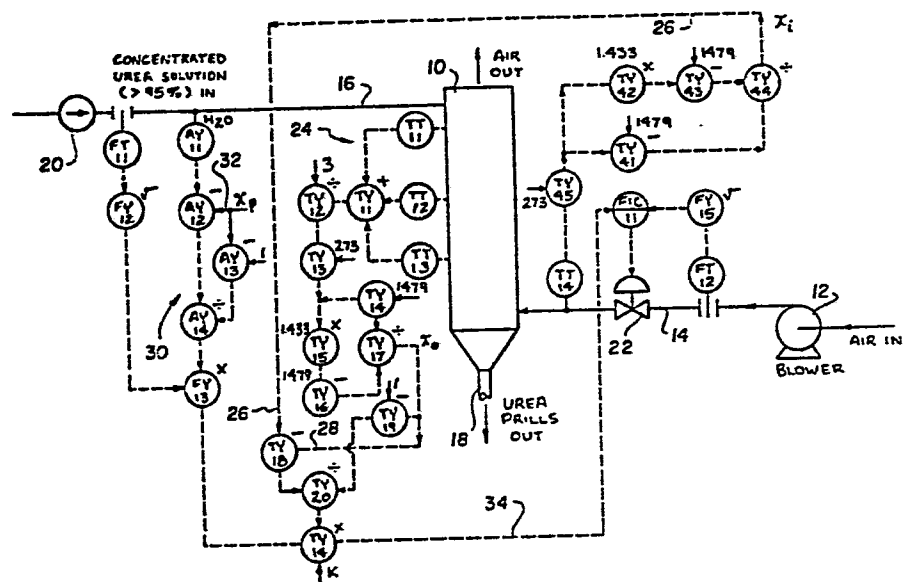 26
x i
CONCENTRATED
UREA SOLUTION
(> 95%) IN
AIR
OUT
10
16
1.433
X
1479
-
÷
TY
42
TY
43
TY
44
20
FT
11
H2O
AY
11
24
TT
11
1479
-
TY
41
32
3
÷
+
FY
12
√
AY
12
-
x p
TY
12
TY
11
TT
12
273
TY
45
FIC
11
FY
15
√
AY
13
-
1
TY
13
273
TT
13
TT
14
FT
12
12
30
AY
14
÷
TY
14
1479
1.433
X
TY
15
TY
17
÷
x o
22
14
AIR IN
BLOWER
FY
13
X
1479
TY
16
-
1
TY
19
-
18
UREA
PRILLS
OUT
26
TY
18
-
28
TY
20
÷
34
TY
14
X
K